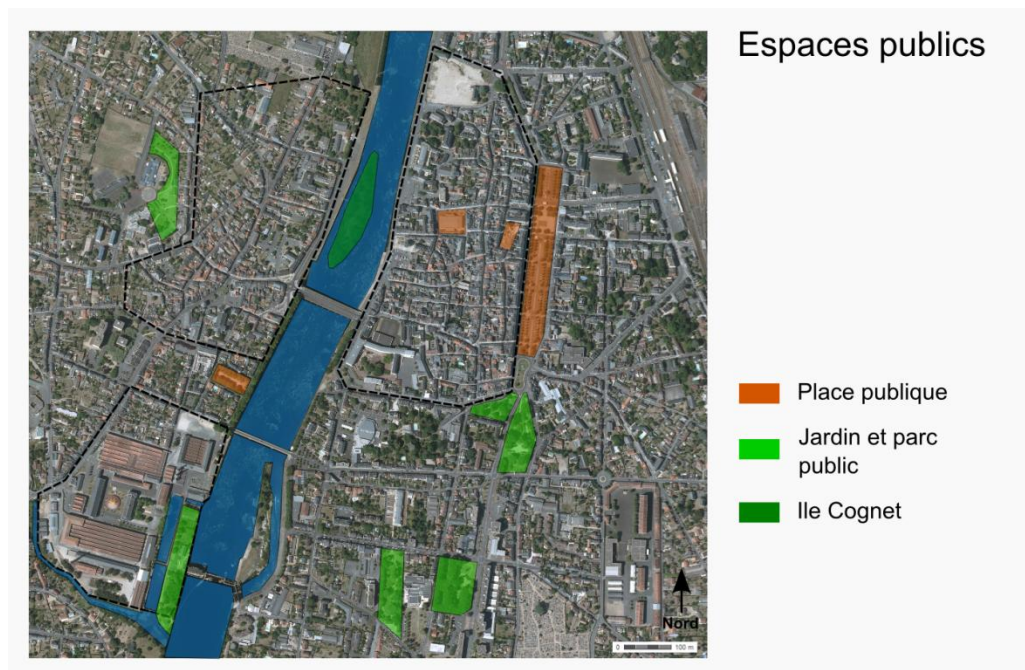 Espaces publics
Place publique
Jardin et parc
public
Ile Cognet
Nord
0 100 m